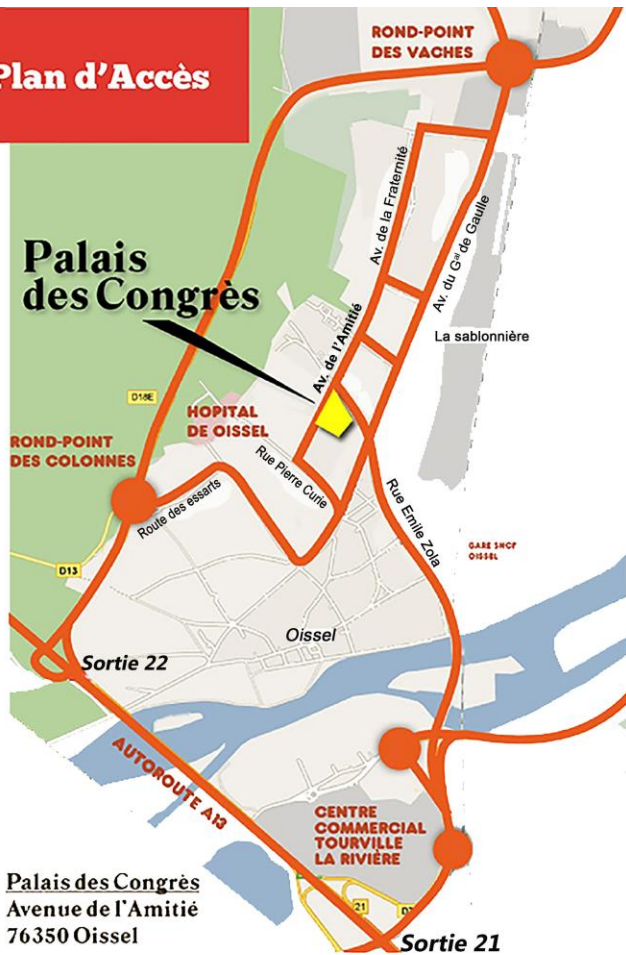 Plan d'Accès
ROND-POINT
DES VACHES
Av. de la Fraternité
Av. du Gal de Gaulle
Palais
des Congrès
Av. de l'Amitié
La sablonnière
D18E
HOPITAL
DE OISSEL
ROND-POINT
DES COLONNES
Rue Pierre Curie
Route des essarts
Rue Emile Zola
GARE SNCF
OISSEL
D13
Oissel
Sortie 22
AUTOROUTE A13
CENTRE
COMMERCIAL
TOURVILLE
LA RIVIÈRE
Palais des Congrès
Avenue de l'Amitié
76350 Oissel
21
Sortie 21